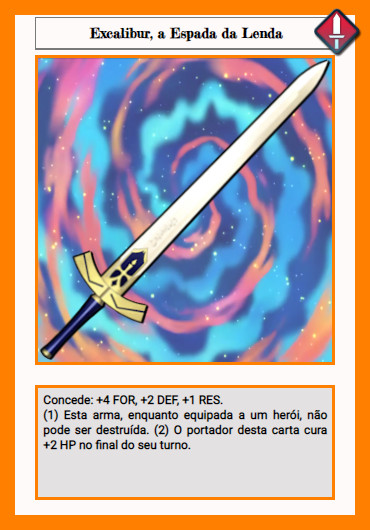 Excalibur, a Espada da Lenda
Concede: +4 FOR, +2 DEF, +1 RES.
(1) Esta arma, enquanto equipada a um herói, não
pode ser destruída. (2) O portador desta carta cura
+2 HP no final do seu turno.